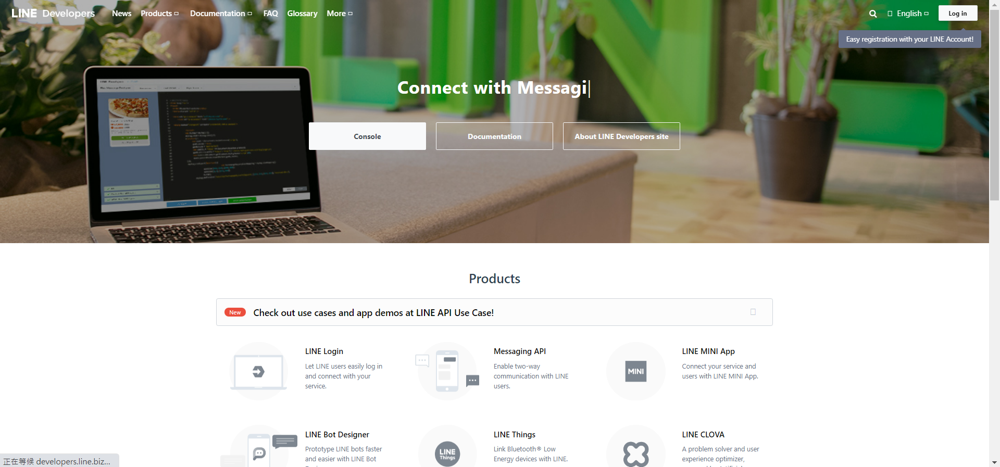 LINE Developers
News
Products
Documentation
FAQ
Glossary
More
English
Log in
Easy registration with your LINE Account!
Connect with Messagi
Console
Documentation
About LINE Developers site
Products
New
Check out use cases and app demos at LINE API Use Case!
LINE Login
Let LINE users easily log in
and connect with your
service.
Messaging API
Enable two-way
communication with LINE
users.
MINI
LINE MINI App
Connect your service and
users with LINE MINI App.
LINE Bot Designer
Prototype LINE bots faster
and easier with LINE Bot
LINE
Things
LINE Things
Link Bluetooth® Low
Energy devices with LINE.
LINE CLOVA
A problem solver and user
experience optimizer,
正在等候 developers.line.biz...